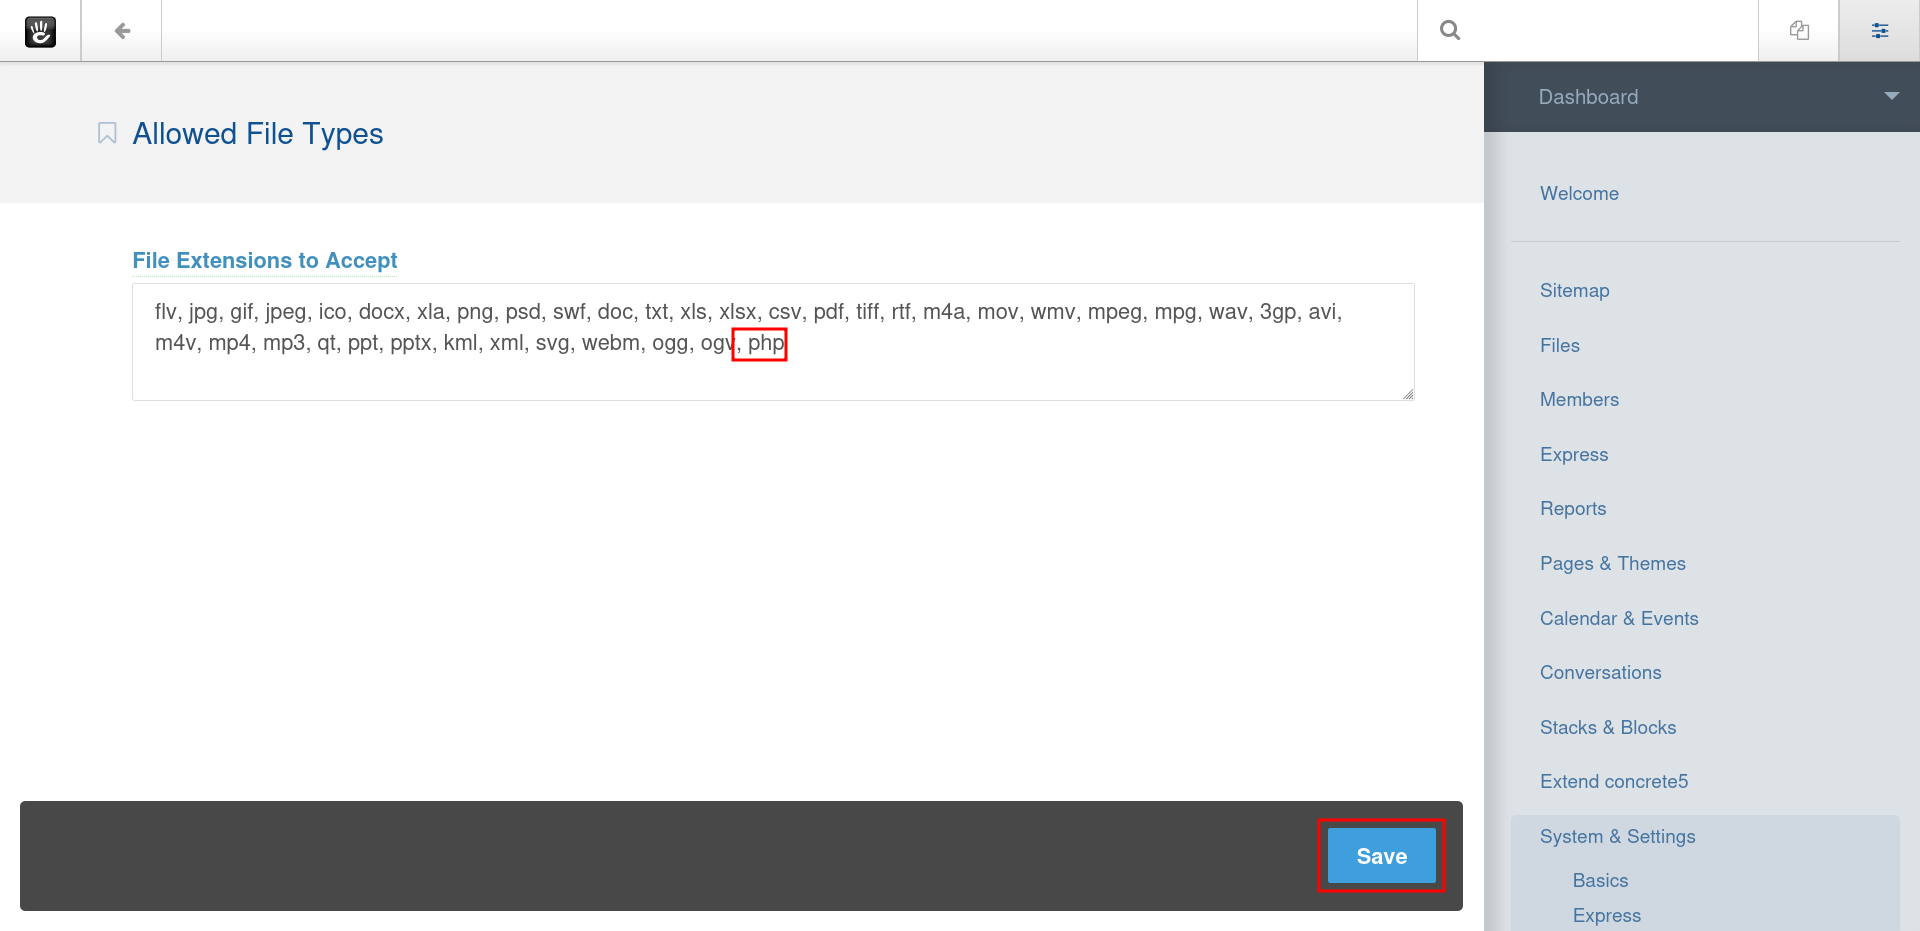 Dashboard
Allowed File Types
Welcome
File Extensions to Accept
flv, jpg, gif, jpeg, ico, docx, xla, png, psd, swf, doc, txt, xls, xlsx, csv, pdf, tiff, rtf, m4a, mov, wmv, mpeg, mpg, wav, 3gp, avi,
m4v, mp4, mp3, qt, ppt, pptx, kml, xml, svg, webm, ogg, ogv, php
Save
Sitemap
Files
Members
Express
Reports
Pages & Themes
Calendar & Events
Conversations
Stacks & Blocks
Extend concrete5
System & Settings
Basics
Express